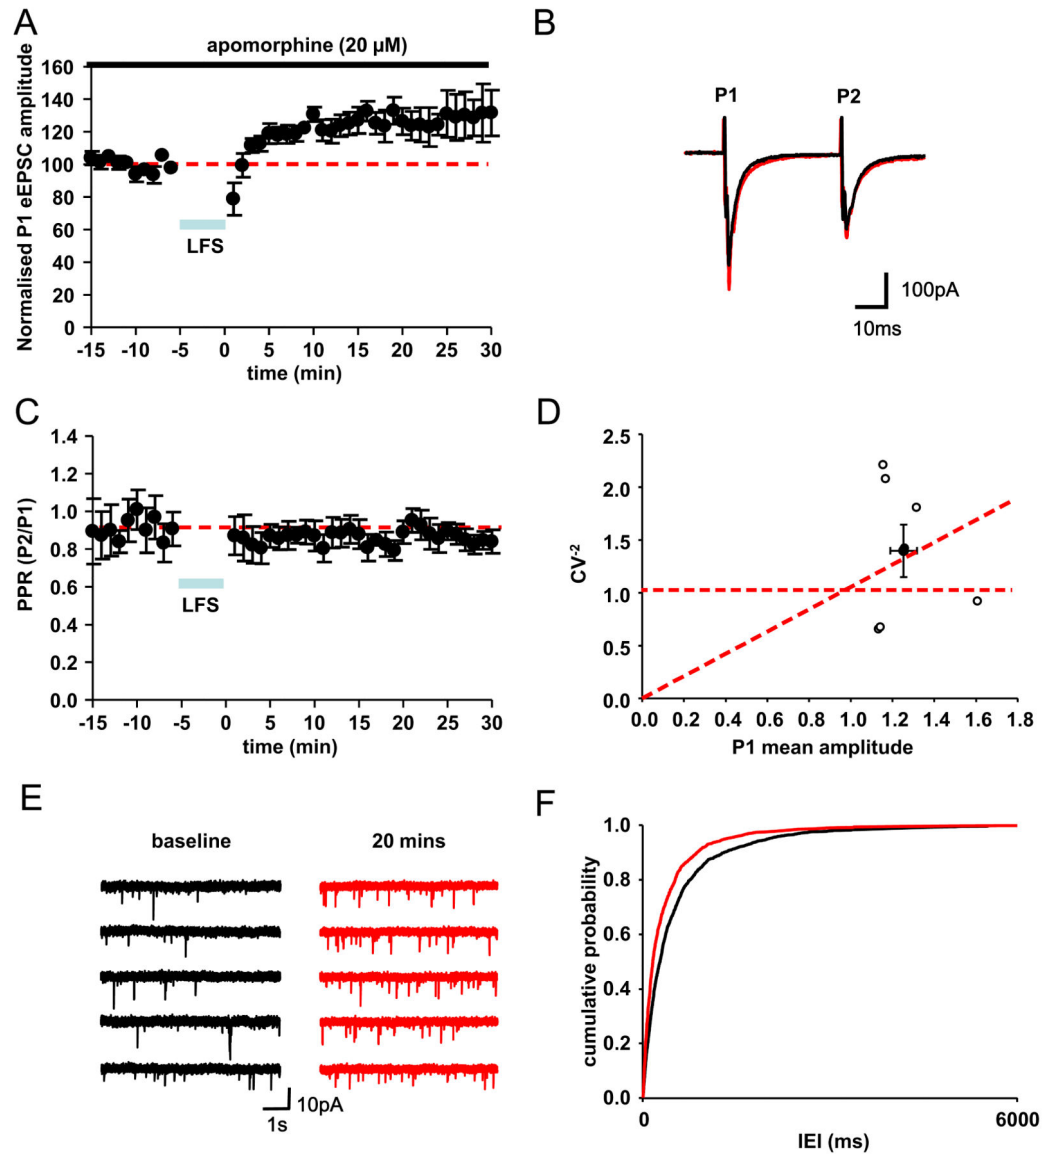 A
apomorphine (20 µM)
Normalised P1 eEPSC amplitude
160
140
120
100
80
60
40
20
0
LFS
-15 -10 -5 0 5 10 15 20 25 30
time (min)
B
P1 P2
100pA
10ms
C
PPR (P2/P1)
1.4
1.2
1.0
0.8
0.6
0.4
0.2
0.0
LFS
-15 -10 -5 0 5 10 15 20 25 30
time (min)
D
CV-2
2.5
2.0
1.5
1.0
0.5
0.0
0.0 0.2 0.4 0.6 0.8 1.0 1.2 1.4 1.6 1.8
P1 mean amplitude
E
baseline 20 mins
10pA
1s
F
cumulative probability
1.0
0.8
0.6
0.4
0.2
0.0
0 6000
IEI (ms)